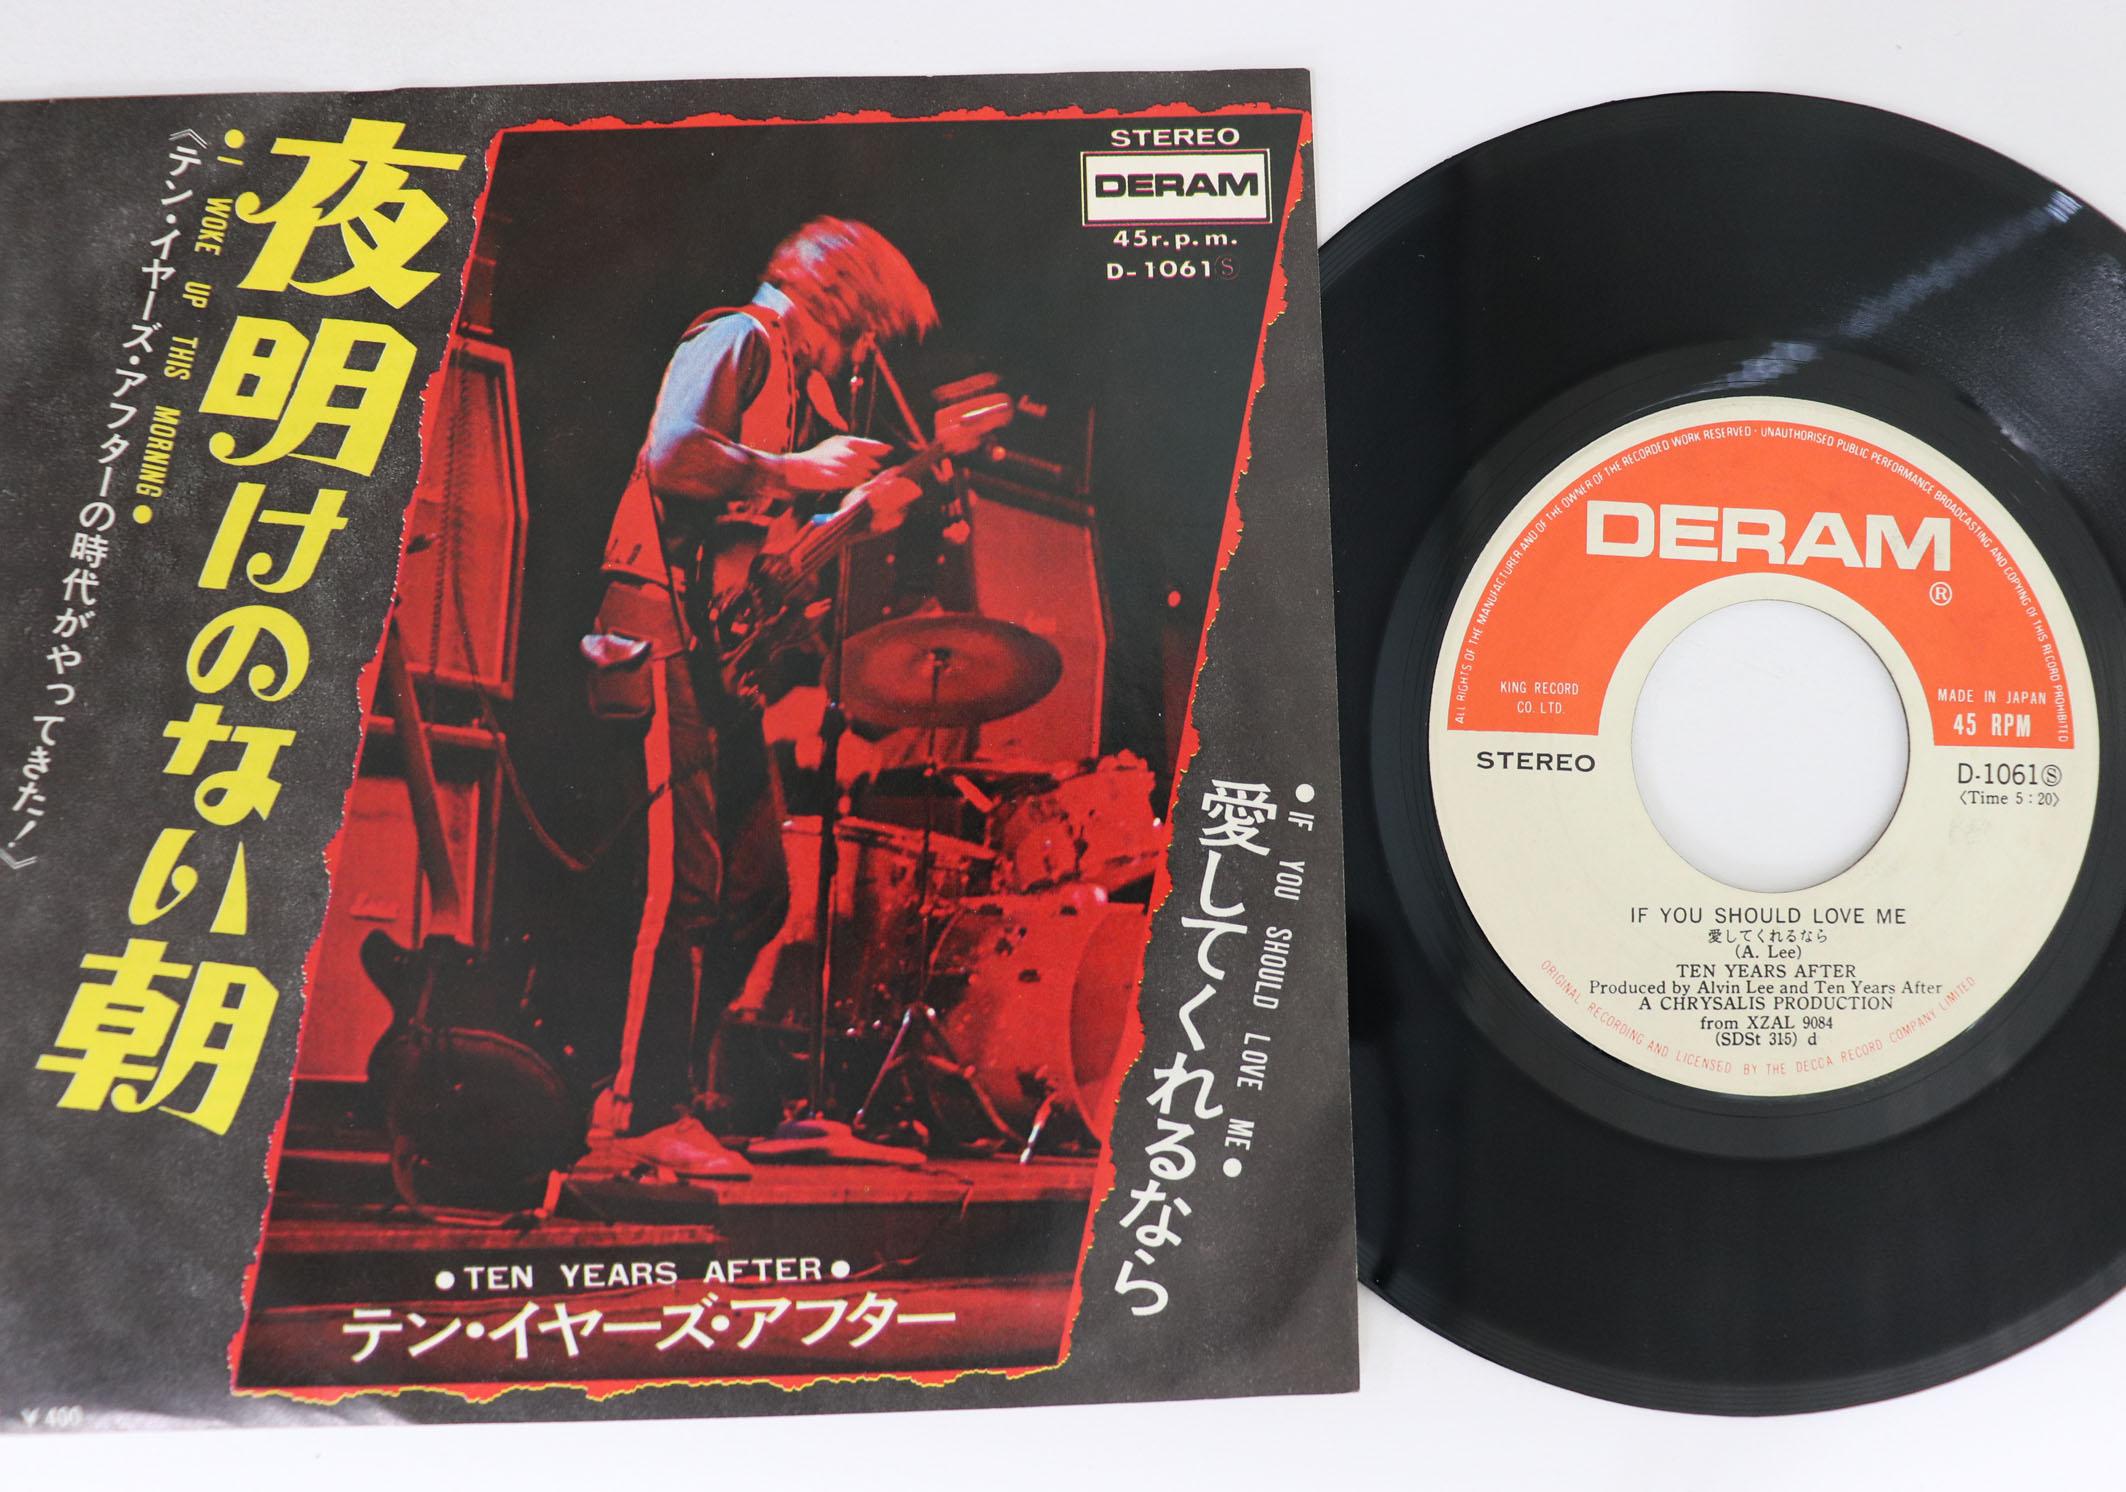 夜明けのない朝
●I WOKE UP THIS MORNING●
《テン・イヤーズ・アフターの時代がやってきた!》
STEREO
DERAM
45r.p.m.
D-1061Ⓢ
●IF YOU SHOULD LOVE ME●
愛してくれるなら
●TEN YEARS AFTER●
テン・イヤーズ・アフター
¥400
ALL RIGHTS OF THE MANUFACTURER AND OF THE OWNER OF THE RECORDED WORK RESERVED · UNAUTHORISED PUBLIC PERFORMANCE BROADCASTING AND COPYING OF THIS RECORD PROHIBITED
DERAM
®
KING RECORD
CO. LTD.
MADE IN JAPAN
45 RPM
STEREO
D-1061Ⓢ
〈Time 5:20〉
IF YOU SHOULD LOVE ME
愛してくれるなら
(A. Lee)
TEN YEARS AFTER
Produced by Alvin Lee and Ten Years After
A CHRYSALIS PRODUCTION
from XZAL 9084
(SDSt 315) d
ORIGINAL RECORDING AND LICENSED BY THE DECCA RECORD COMPANY LIMITED